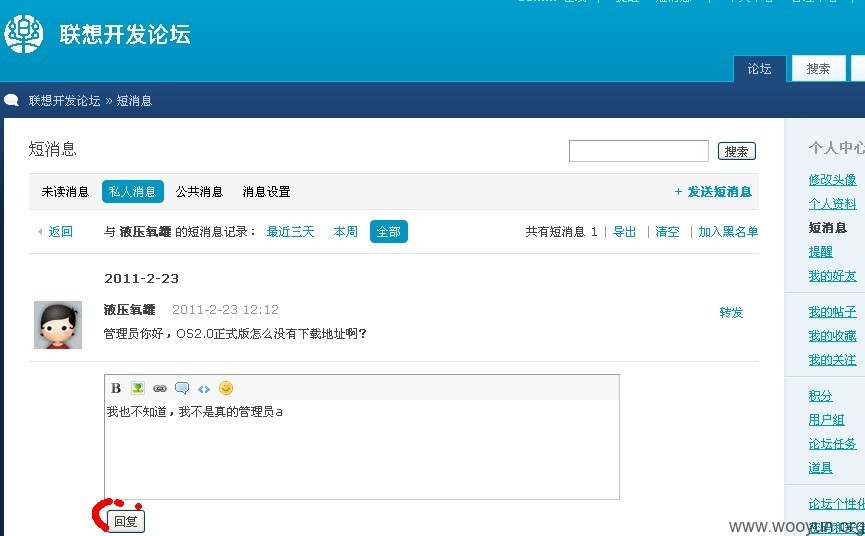 联想开发论坛
论坛 搜索
联想开发论坛 » 短消息
短消息 搜索
未读消息 私人消息 公共消息 消息设置 + 发送短消息
返回 与 液压氧罐 的短消息记录： 最近三天 本周 全部 共有短消息 1 | 导出 | 清空 | 加入黑名单
2011-2-23
液压氧罐 2011-2-23 12:12 转发
管理员你好，OS2.0正式版怎么没有下载地址啊？
B
我也不知道，我不是真的管理员a
回复
个人中心
修改头像
个人资料
短消息
提醒
我的好友
我的帖子
我的收藏
我的关注
积分
用户组
论坛任务
道具
论坛个性化
www.wooyun.org